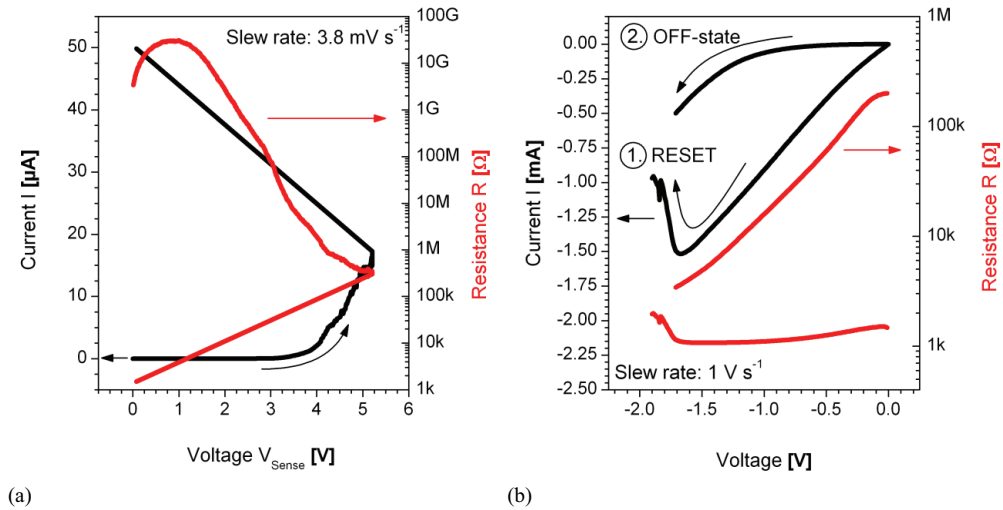 Slew rate: 3.8 mV s⁻¹
Current I [µA]
50
40
30
20
10
0
100G
10G
1G
100M
10M
1M
100k
10k
1k
Resistance R [Ω]
0 1 2 3 4 5 6
Voltage V_Sense [V]
(a)
2. OFF-state
1. RESET
Slew rate: 1 V s⁻¹
Current I [mA]
0.00
-0.25
-0.50
-0.75
-1.00
-1.25
-1.50
-1.75
-2.00
-2.25
-2.50
1M
100k
10k
1k
Resistance R [Ω]
-2.0 -1.5 -1.0 -0.5 0.0
Voltage [V]
(b)